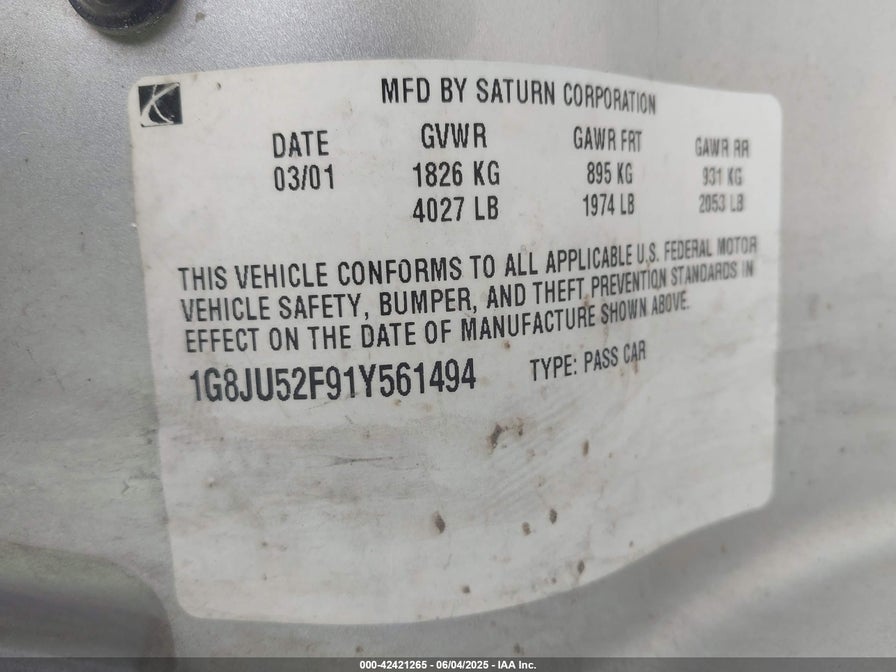 MFD BY SATURN CORPORATION
DATE GVWR GAWR FRT GAWR RR
03/01 1826 KG 895 KG 931 KG
4027 LB 1974 LB 2053 LB
THIS VEHICLE CONFORMS TO ALL APPLICABLE U.S. FEDERAL MOTOR
VEHICLE SAFETY, BUMPER, AND THEFT PREVENTION STANDARDS IN
EFFECT ON THE DATE OF MANUFACTURE SHOWN ABOVE.
1G8JU52F91Y561494 TYPE: PASS CAR
000-42421265 - 06/04/2025 - IAA Inc.